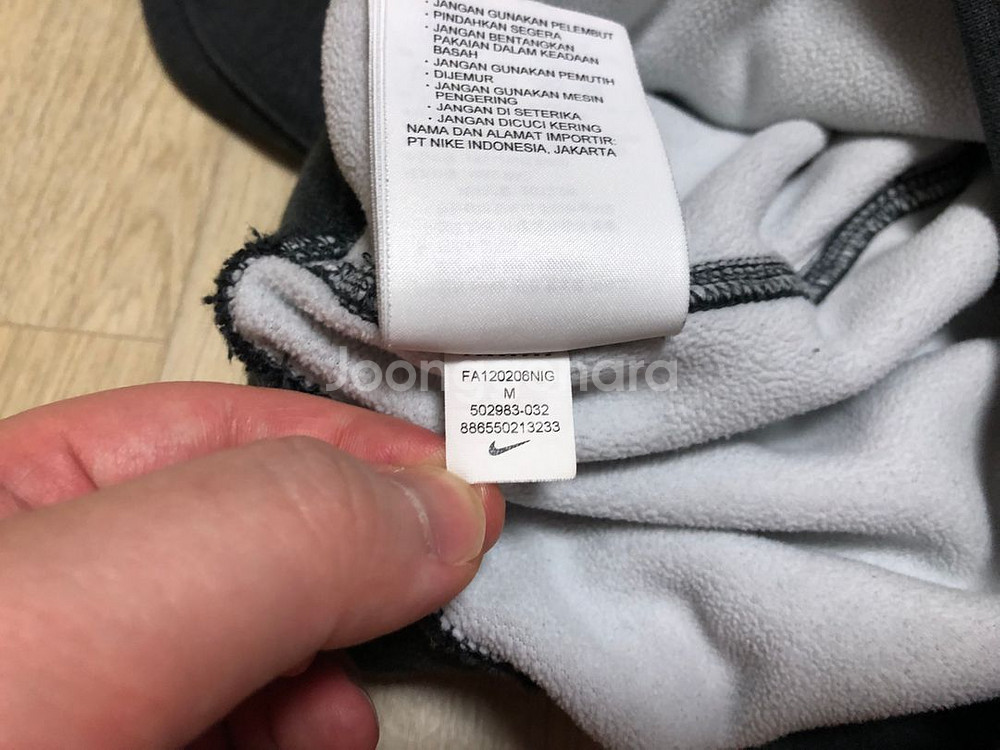 · JANGAN GUNAKAN PELEMBUT
· PINDAHKAN SEGERA
· JANGAN BENTANGKAN
PAKAIAN DALAM KEADAAN
BASAH
· JANGAN GUNAKAN PEMUTIH
· DIJEMUR
· JANGAN GUNAKAN MESIN
PENGERING
· JANGAN DI SETERIKA
· JANGAN DICUCI KERING
NAMA DAN ALAMAT IMPORTIR:
PT NIKE INDONESIA, JAKARTA
FA120206NIG
M
502983-032
886550213233